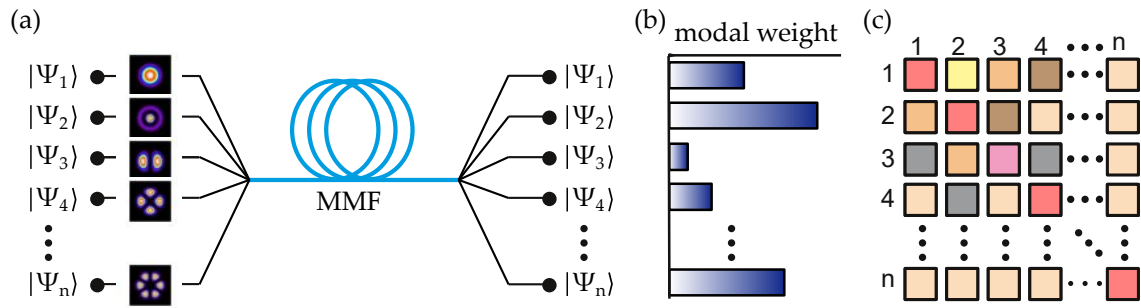 (a)
|Ψ₁⟩
|Ψ₂⟩
|Ψ₃⟩
|Ψ₄⟩
|Ψₙ⟩
MMF
|Ψ₁⟩
|Ψ₂⟩
|Ψ₃⟩
|Ψ₄⟩
|Ψₙ⟩
(b)
modal weight
(c)
1 2 3 4 n
1
2
3
4
n